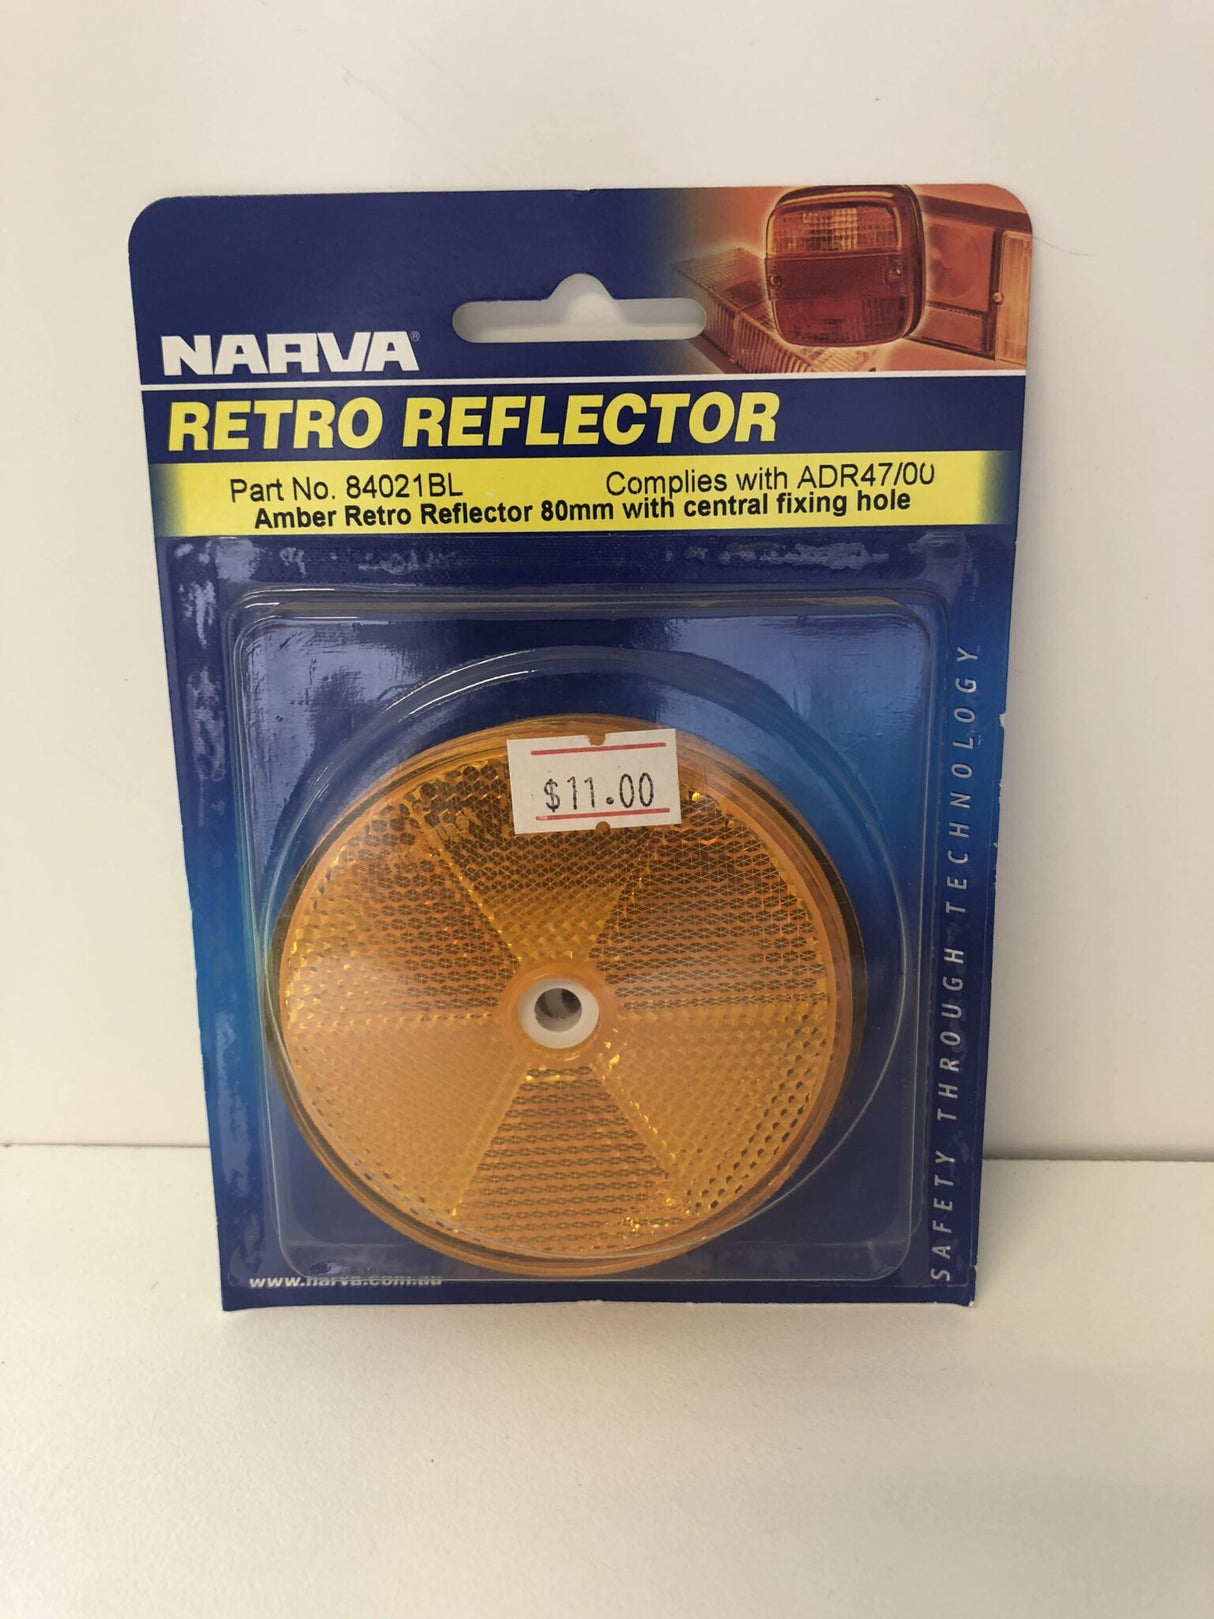 NARVA®
RETRO REFLECTOR
Part No. 84021BL Complies with ADR47/00
Amber Retro Reflector 80mm with central fixing hole
$11.00
SAFETY THROUGH TECHNOLOGY
www.narva.com.au